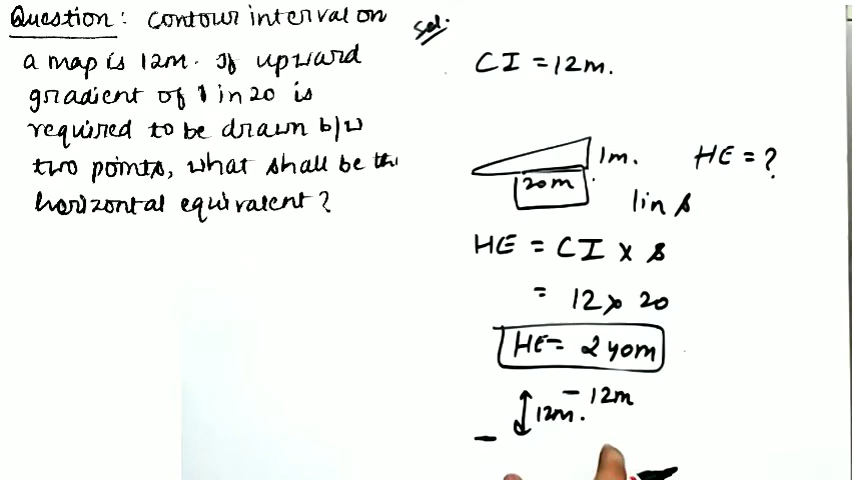 Question: Contour interval on
a map is 12m. If upward
gradient of 1 in 20 is
required to be drawn b/w
two points, what shall be the
horizontal equivalent?
Sol.
CI = 12m.
1m.
20m
HE = ?
1 in s
HE = CI x s
= 12 x 20
HE = 240m
- 12m
12m.